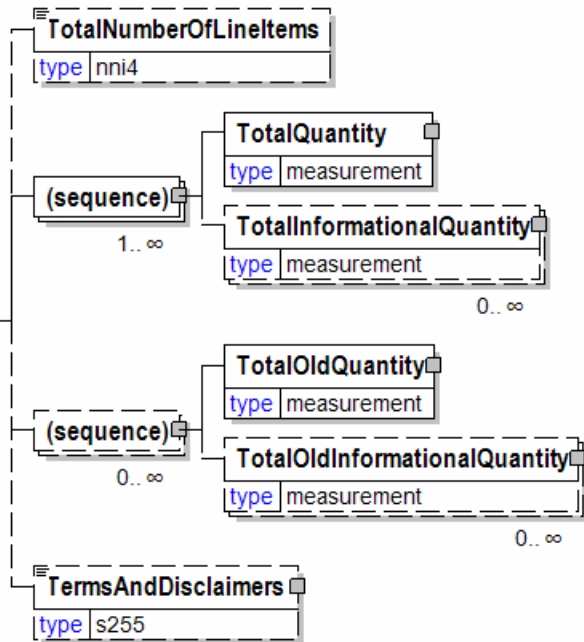 TotalNumberOfLineItems
type nni4
TotalQuantity
type measurement
(sequence)
1.. ∞
TotalInformationalQuantity
type measurement
0.. ∞
TotalOldQuantity
type measurement
(sequence)
0.. ∞
TotalOldInformationalQuantity
type measurement
0.. ∞
TermsAndDisclaimers
type s255